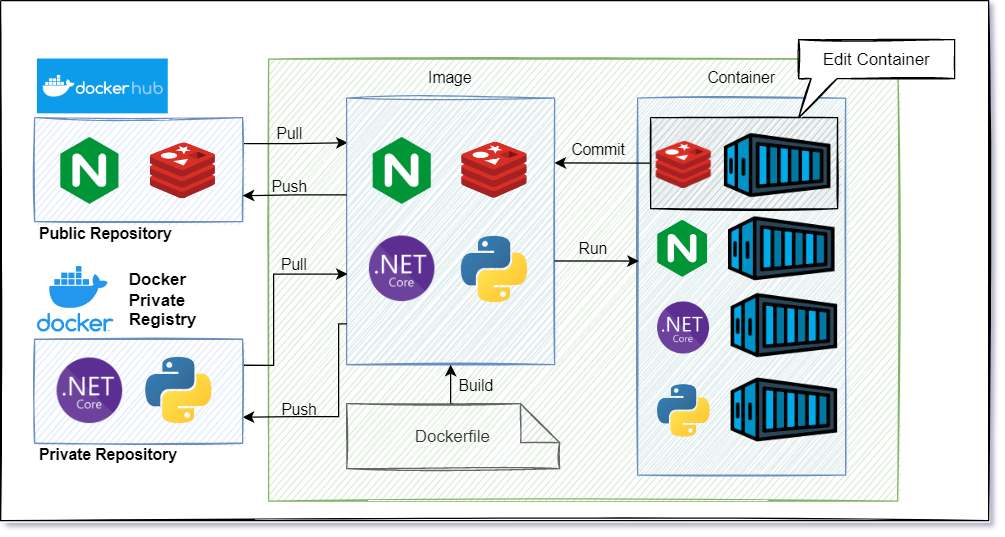 Edit Container
Image
Container
dockerhub
Pull
Commit
Push
Public Repository
Run
.NET
Core
Pull
Docker
Private
Registry
docker
.NET
Core
.NET
Core
Build
Push
Dockerfile
Private Repository